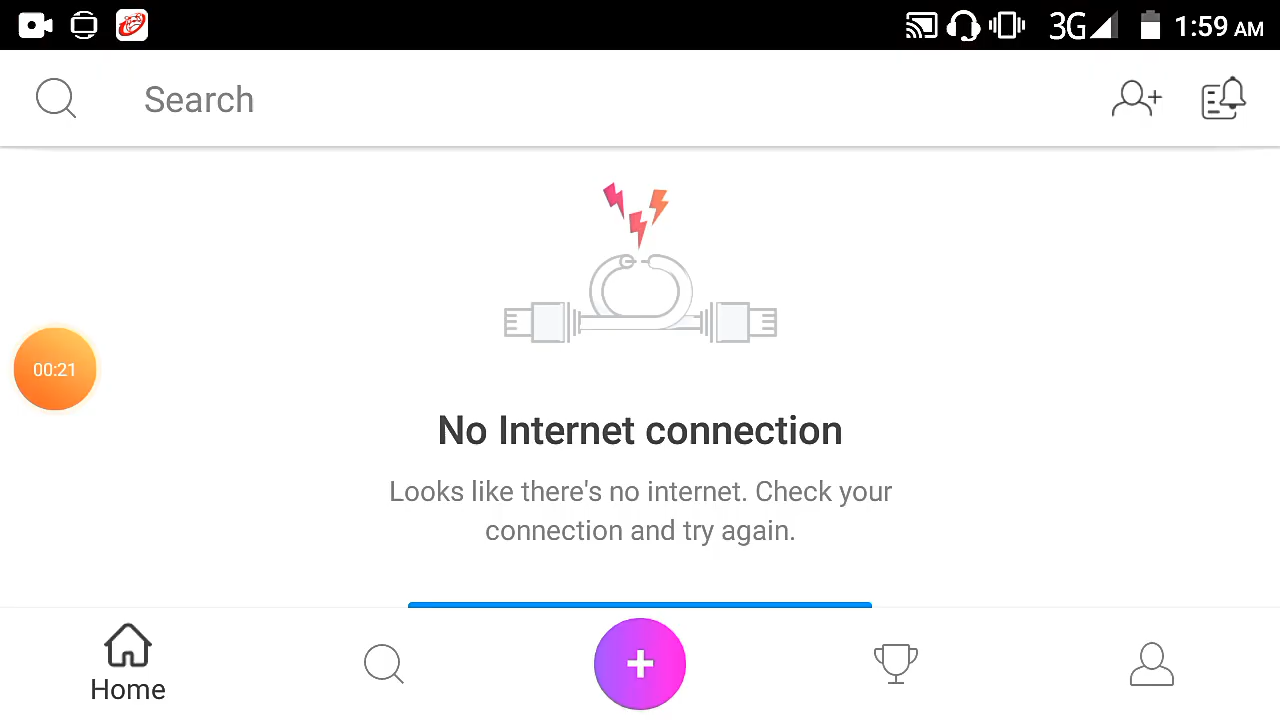 3G 1:59 AM
Search
00:21
No Internet connection
Looks like there's no internet. Check your
connection and try again.
Home